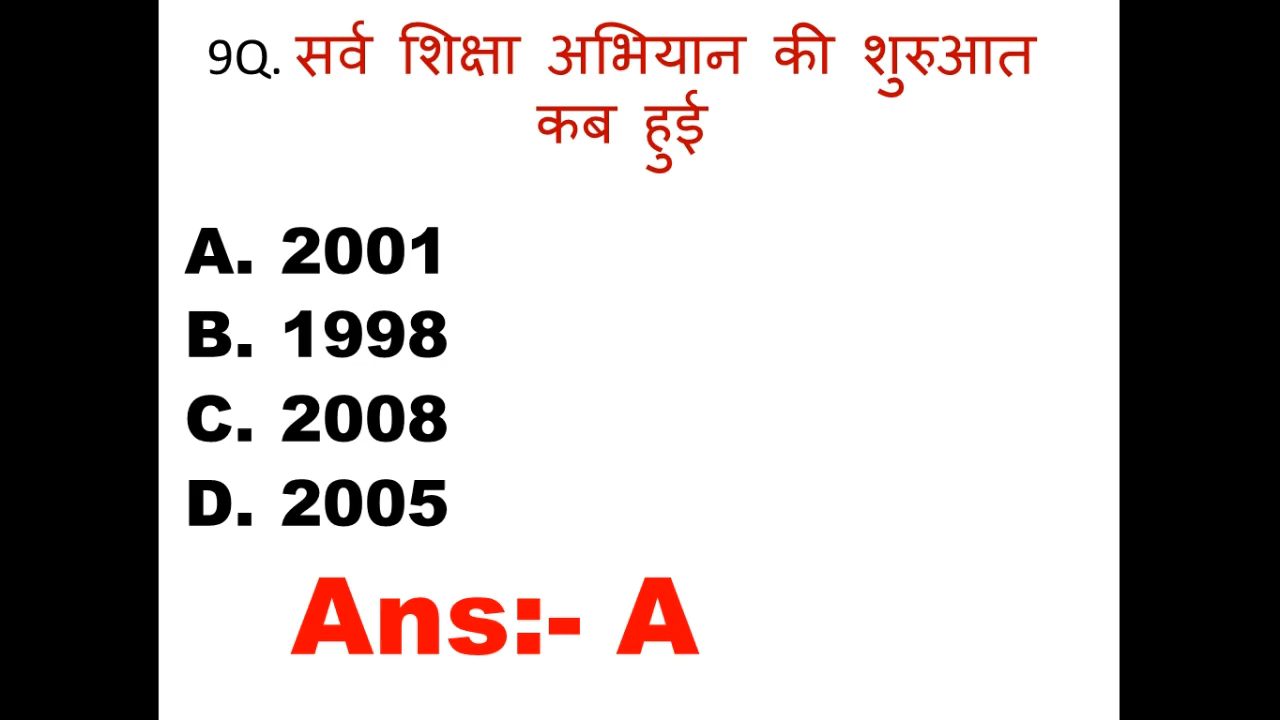 9Q. सर्व शिक्षा अभियान की शुरुआत
कब हुई
A. 2001
B. 1998
C. 2008
D. 2005
Ans:- A